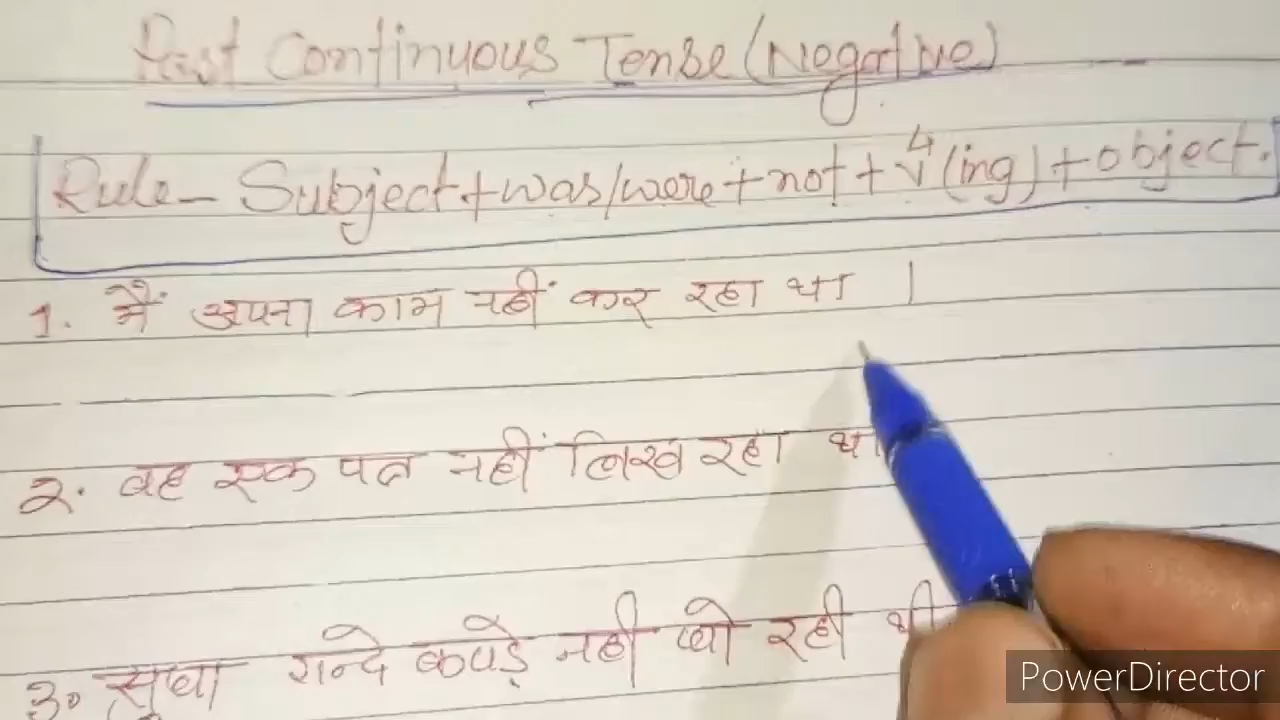 Past Continuous Tense (Negative)
Rule - Subject + was/were + not + V⁴ (ing) + object.
1. मैं अपना काम नहीं कर रहा था ।
2. वह एक पत्र नहीं लिख रहा था
3. सुधा गन्दे कपड़े नही धो रही थी
PowerDirector